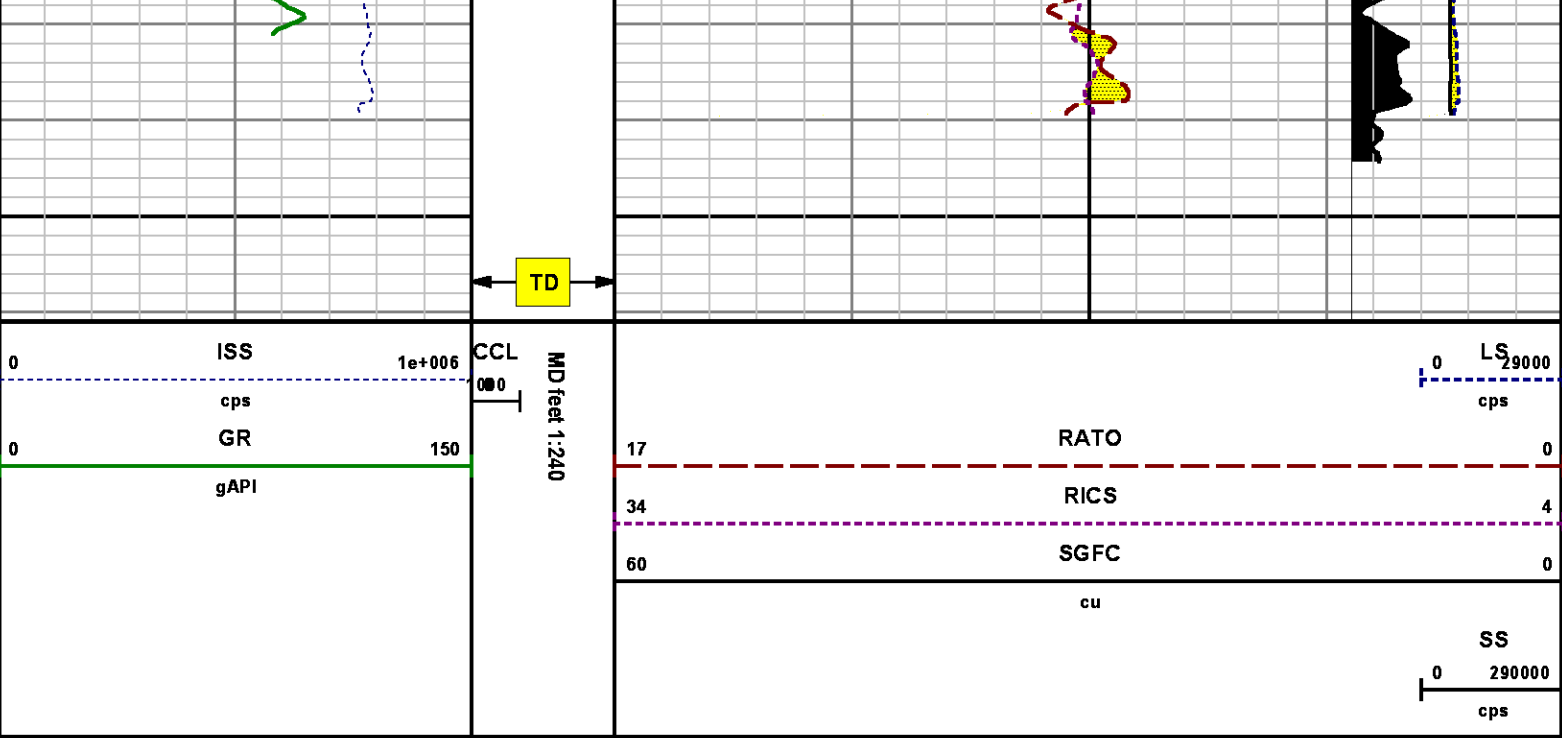 TD
ISS
0 1e+006
cps
GR
0 150
gAPI
CCL
MD feet 1:240
LS
0 29000
cps
RATO
17 0
RICS
34 4
SGFC
60 0
cu
SS
0 290000
cps